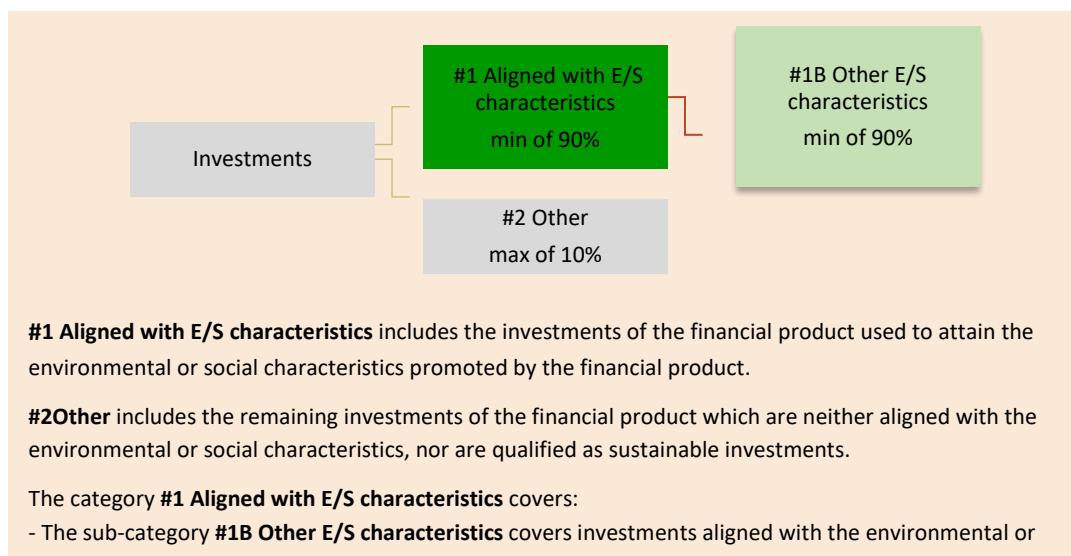 #1 Aligned with E/S
characteristics
min of 90%
#1B Other E/S
characteristics
min of 90%
Investments
#2 Other
max of 10%
#1 Aligned with E/S characteristics includes the investments of the financial product used to attain the
environmental or social characteristics promoted by the financial product.
#2Other includes the remaining investments of the financial product which are neither aligned with the
environmental or social characteristics, nor are qualified as sustainable investments.
The category #1 Aligned with E/S characteristics covers:
- The sub-category #1B Other E/S characteristics covers investments aligned with the environmental or